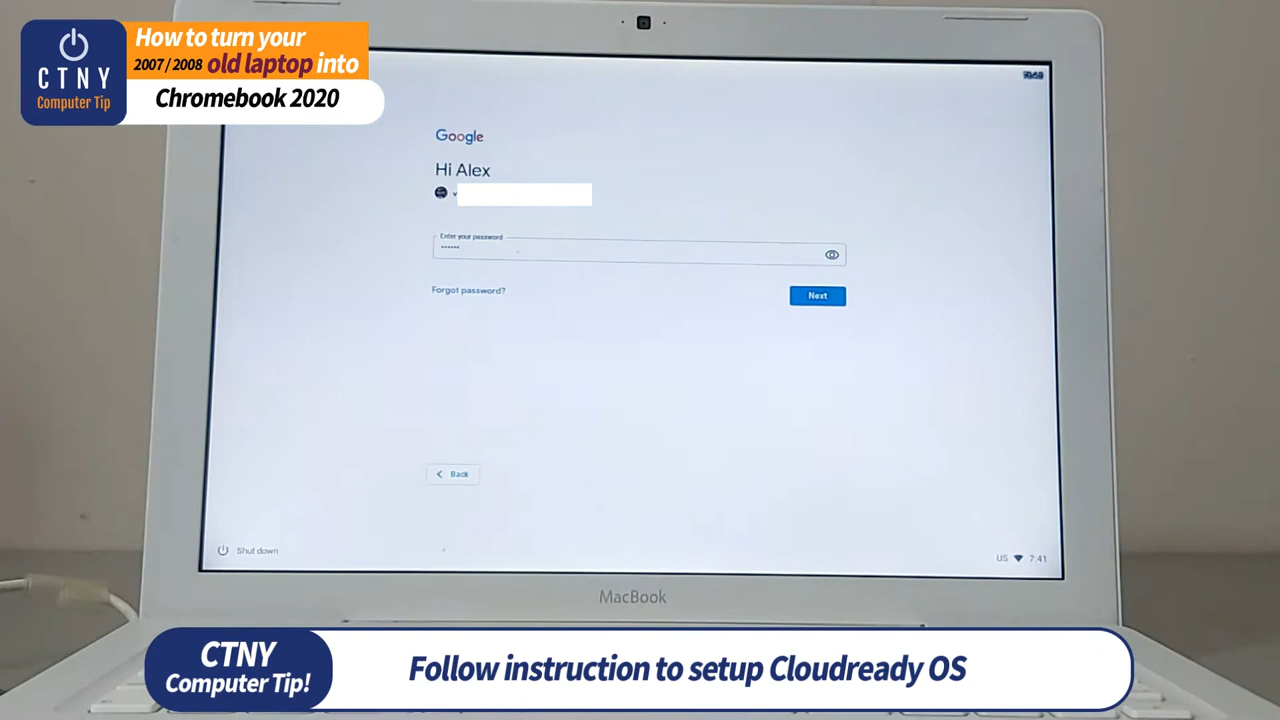 CTNY
Computer Tip
How to turn your
2007/2008 old laptop into
Chromebook 2020
Google
Hi Alex
Enter your password
••••••
Forgot password?
Next
Back
Shut down
US 7:41
MacBook
CTNY
Computer Tip!
Follow instruction to setup Cloudready OS